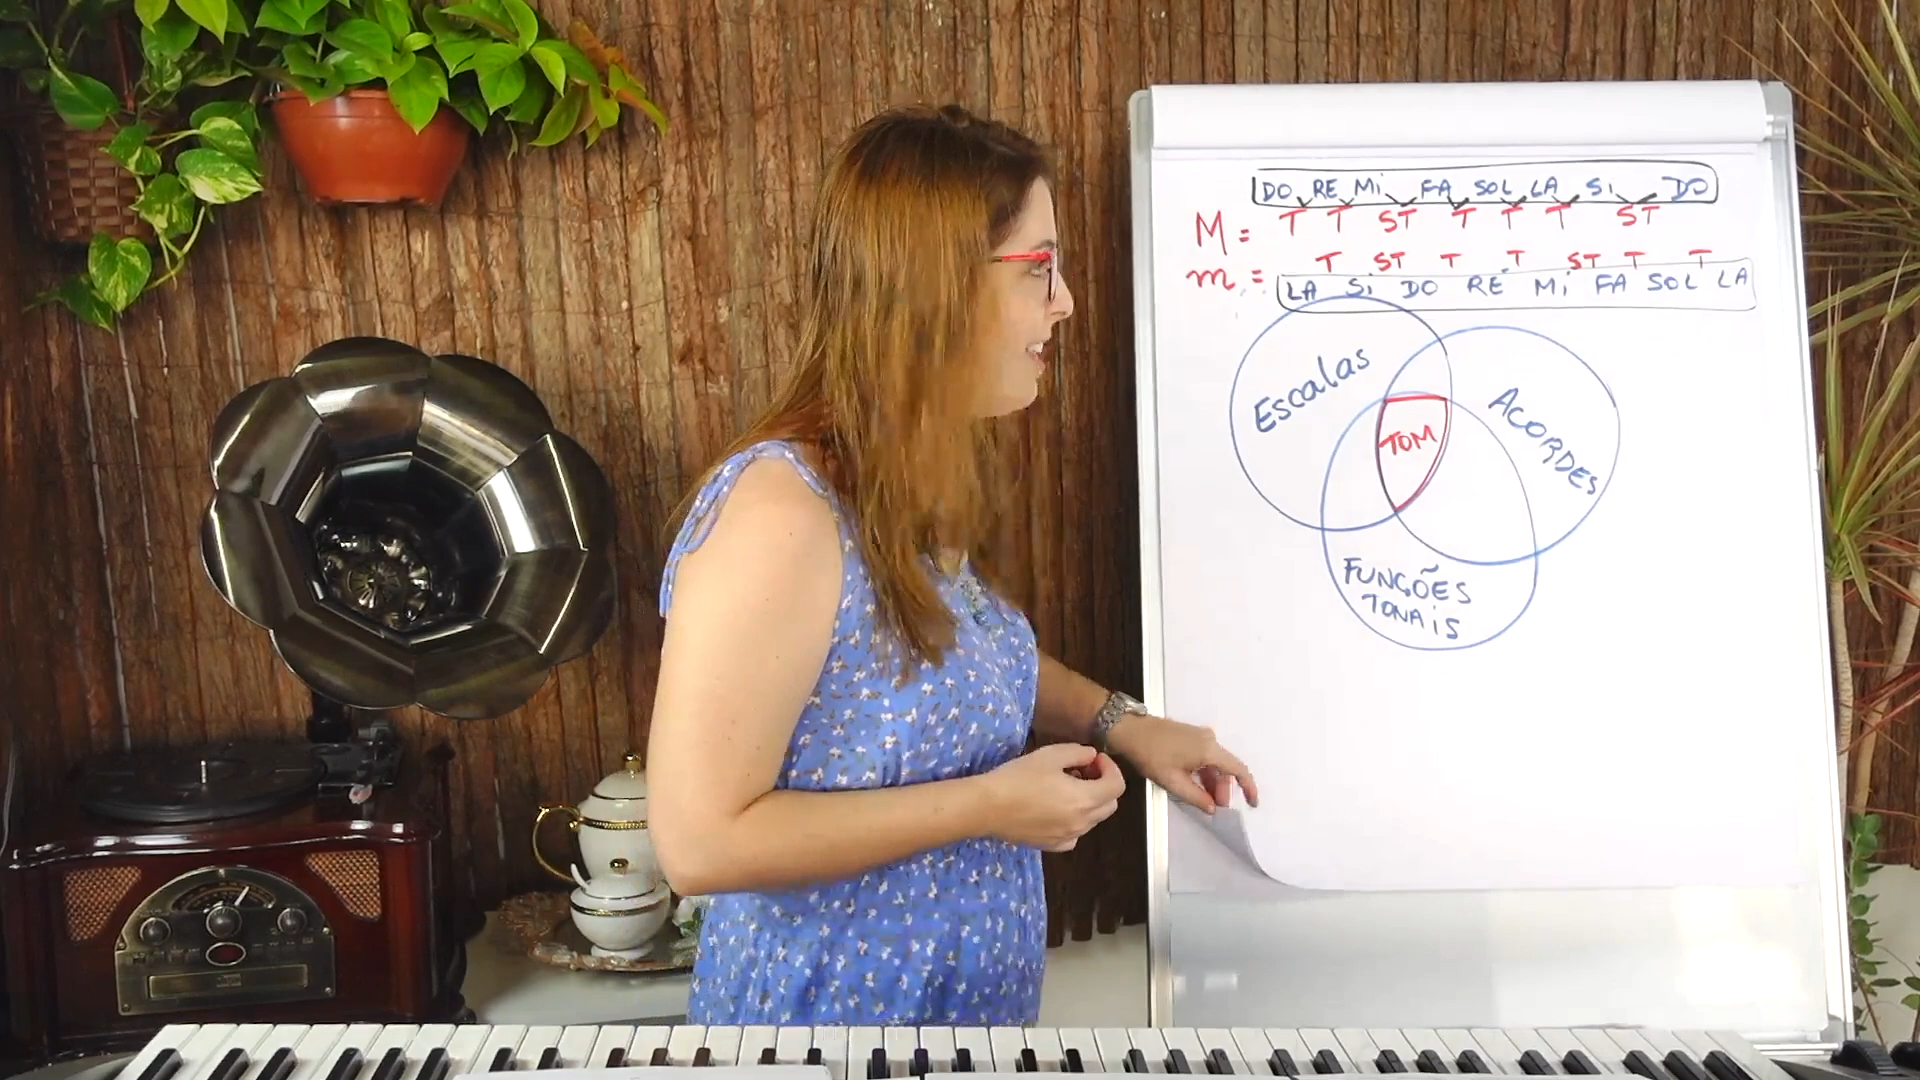 DO RE Mi FA SOL LA Si DO
M = T T ST T T T ST
T ST T T ST T T
m = LA Si DO RÉ Mi FA SOL LA
Escalas
ACORDES
TOM
FUNÇÕES
TONAiS